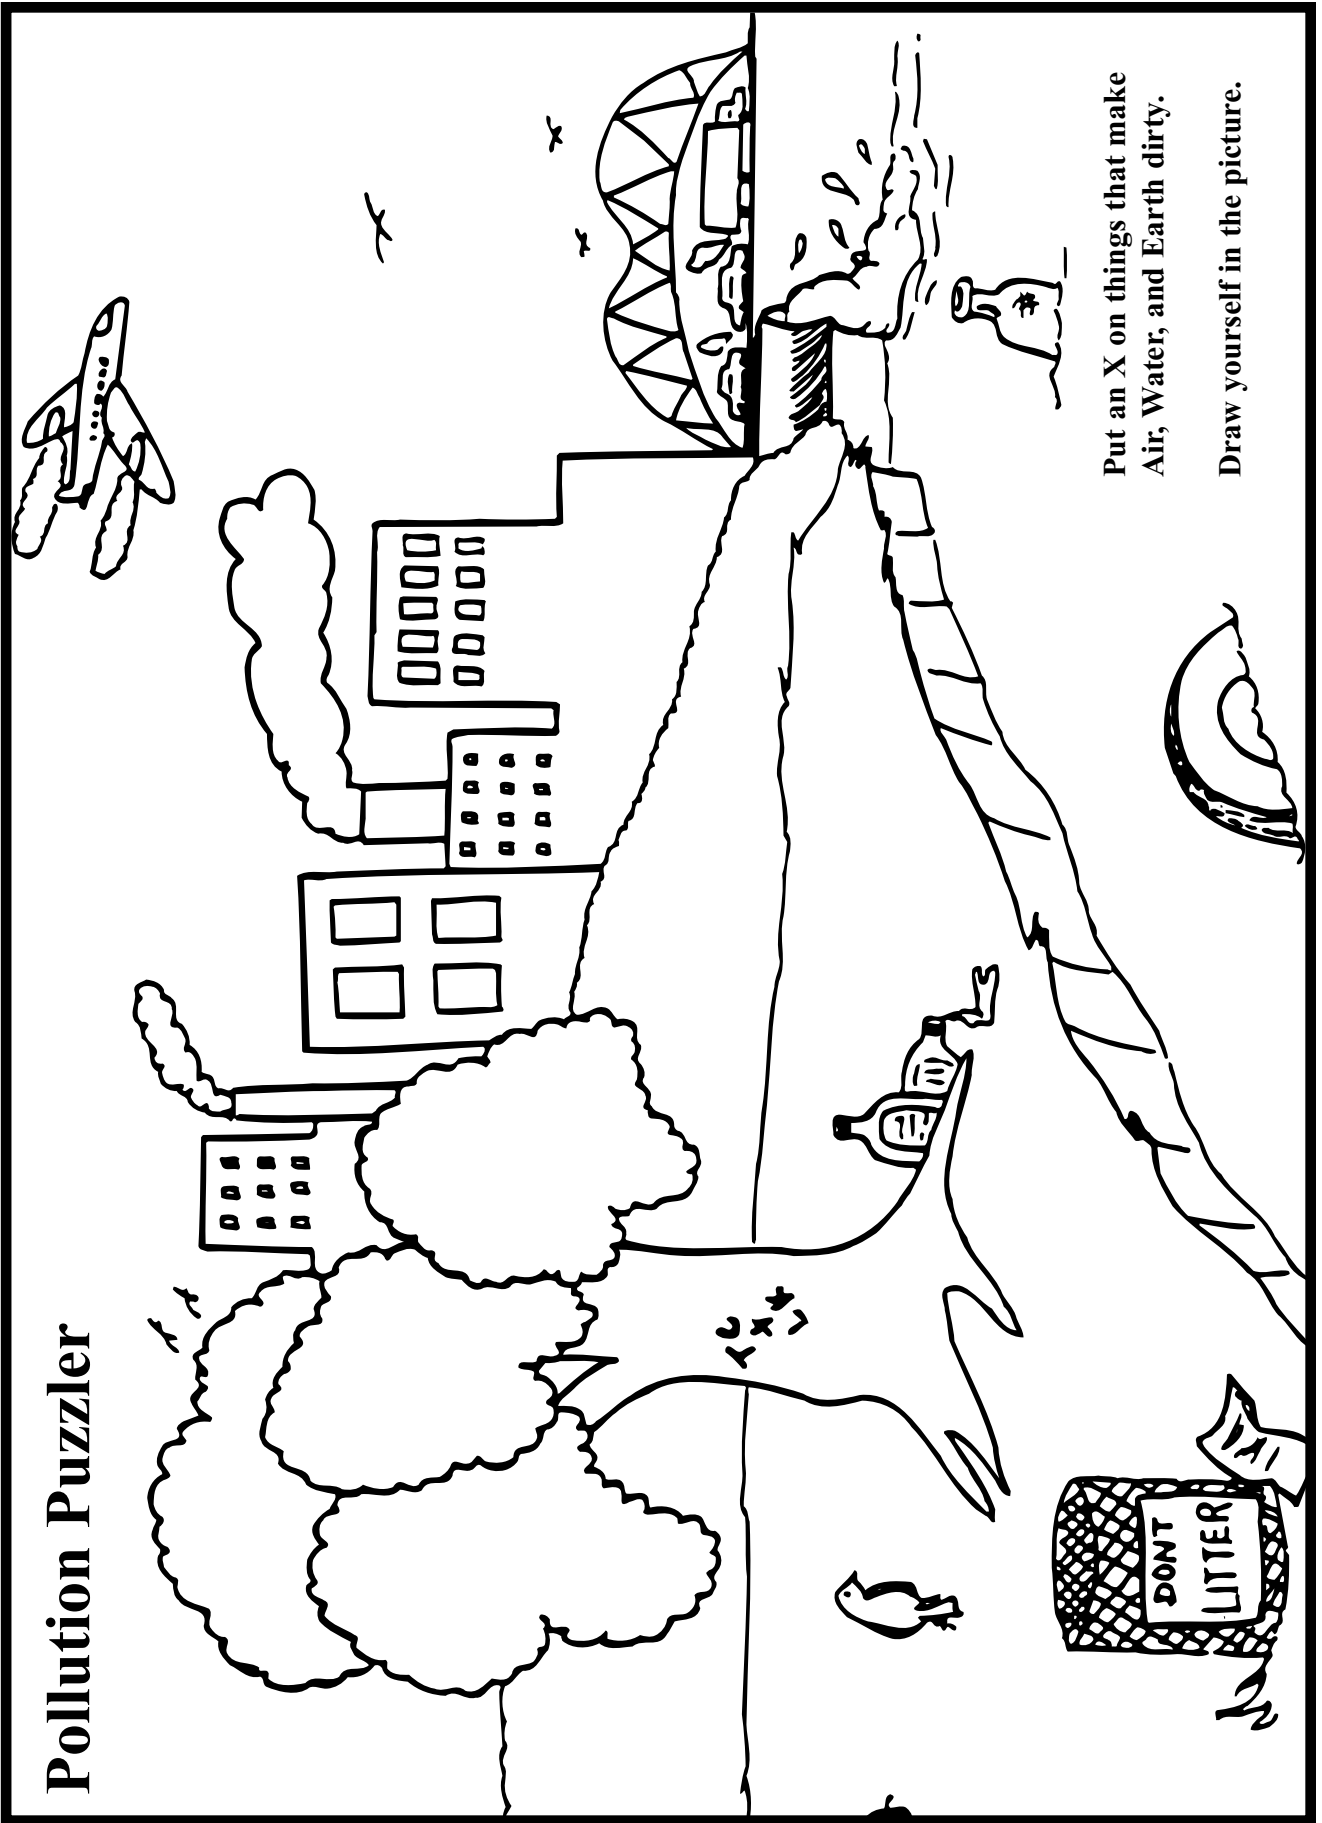 Pollution Puzzler
Put an X on things that make
Air, Water, and Earth dirty.
Draw yourself in the picture.
DONT
LITTER